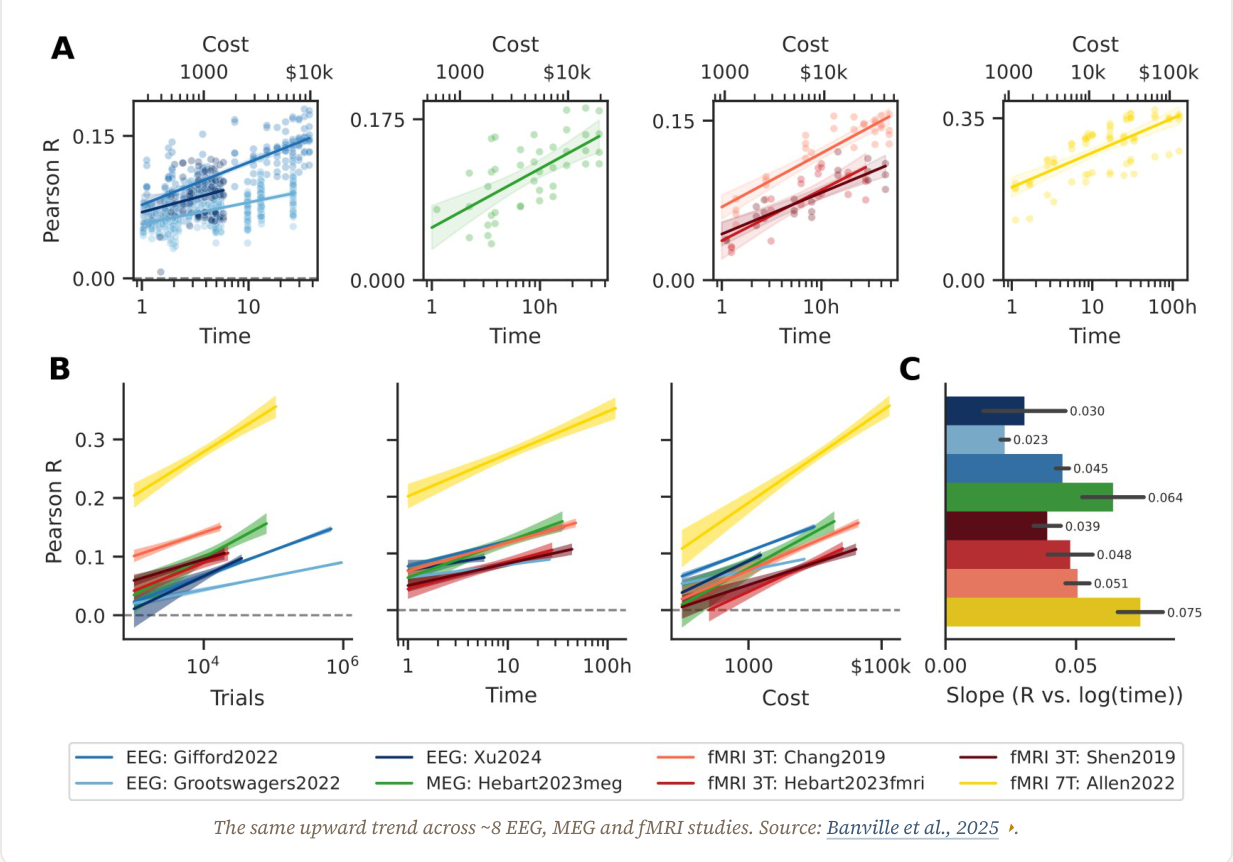 A
Cost
1000 $10k
Pearson R
0.15
0.00
1 10
Time
Cost
1000 $10k
0.175
0.000
1 10h
Time
Cost
1000 $10k
0.15
0.00
1 10h
Time
Cost
1000 10k $100k
0.35
0.00
1 10 100h
Time
B
Pearson R
0.3
0.2
0.1
0.0
10⁴ 10⁶
Trials
1 10 100h
Time
1000 $100k
Cost
C
0.030
0.023
0.045
0.064
0.039
0.048
0.051
0.075
0.00 0.05
Slope (R vs. log(time))
EEG: Gifford2022 EEG: Xu2024 fMRI 3T: Chang2019 fMRI 3T: Shen2019
EEG: Grootswagers2022 MEG: Hebart2023meg fMRI 3T: Hebart2023fmri fMRI 7T: Allen2022
The same upward trend across ~8 EEG, MEG and fMRI studies. Source: Banville et al., 2025 .